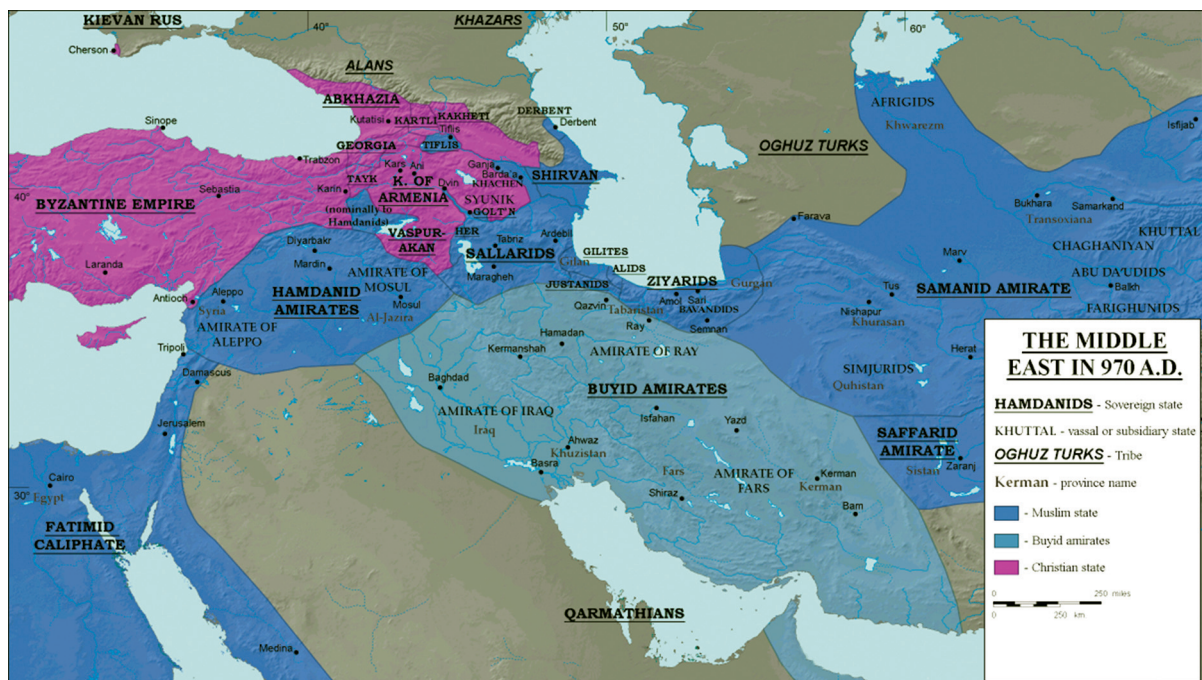 KIEVAN RUS
40°
KHAZARS
50°
60°
Cherson
ALANS
ABKHAZIA
Kutatisi
KARTLI
KAKHETI
DERBENT
Derbent
AFRIGIDS
Khwarezm
Isfijab
Sinope
Tiflis
TIFLIS
GEORGIA
OGHUZ TURKS
Trabzon
Kars
Ani
Ganja
Barda'a
SHIRVAN
40°
Sebastia
Karin
TAYK
K. OF
ARMENIA
Dvin
KHACHEN
SYUNIK
GOLT'N
BYZANTINE EMPIRE
(nominally to
Hamdanids)
Farava
Bukhara
Samarkand
Transoxiana
KHUTTAL
CHAGHANIYAN
VASPUR-
AKAN
HER
Tabriz
Ardebil
SALLARIDS
Maragheh
Gilan
GILITES
ALIDS
Diyarbakr
Mardin
Laranda
AMIRATE OF
MOSUL
Mosul
Al-Jazira
HAMDANID
AMIRATES
JUSTANIDS
ZIYARIDS
Gurgan
Marv
ABU DA'UDIDS
Balkh
FARIGHUNIDS
SAMANID AMIRATE
Tus
Nishapur
Khurasan
Antioch
Aleppo
Syria
AMIRATE OF
ALEPPO
Qazvin
Tabaristan
Amol
Sari
BAVANDIDS
Ray
Semnan
Hamadan
Kermanshah
AMIRATE OF RAY
Tripoli
Damascus
Herat
SIMJURIDS
Quhistan
Baghdad
BUYID AMIRATES
AMIRATE OF IRAQ
Iraq
Isfahan
Yazd
Jerusalem
Ahwaz
Khuzistan
Basra
SAFFARID
AMIRATE
Sistan
Zaranj
Cairo
30°
Egypt
Fars
Shiraz
AMIRATE OF
FARS
Kerman
Kerman
Bam
FATIMID
CALIPHATE
QARMATHIANS
Medina
THE MIDDLE
EAST IN 970 A.D.
HAMDANIDS - Sovereign state
KHUTTAL - vassal or subsidiary state
OGHUZ TURKS - Tribe
Kerman - province name
- Muslim state
- Buyid amirates
- Christian state
0 250 miles
0 250 km